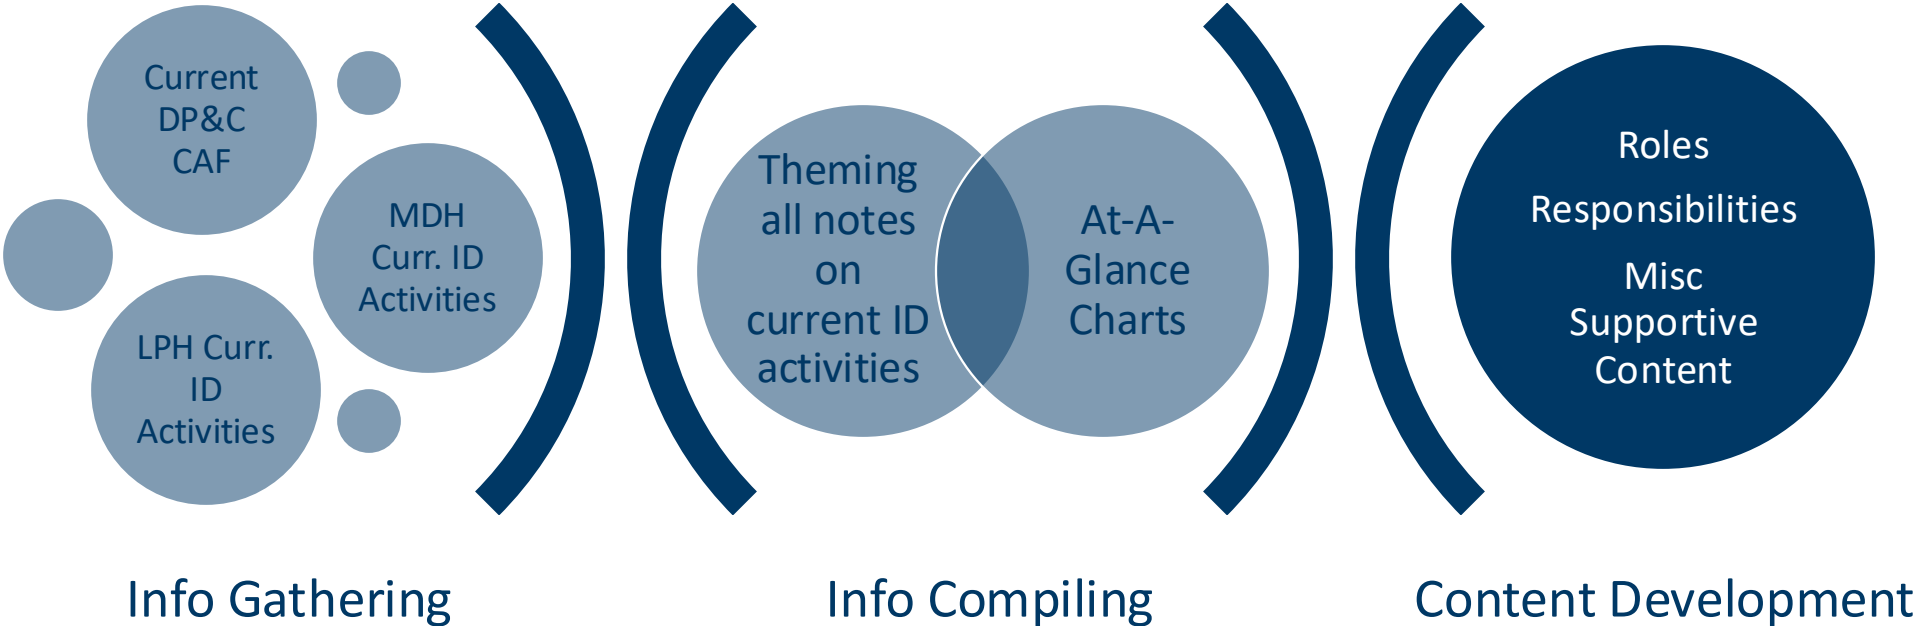 Current
DP&C
CAF
MDH
Curr. ID
Activities
LPH Curr.
ID
Activities
Info Gathering
Theming
all notes
on
current ID
activities
At-A-
Glance
Charts
Info Compiling
Roles
Responsibilities
Misc
Supportive
Content
Content Development